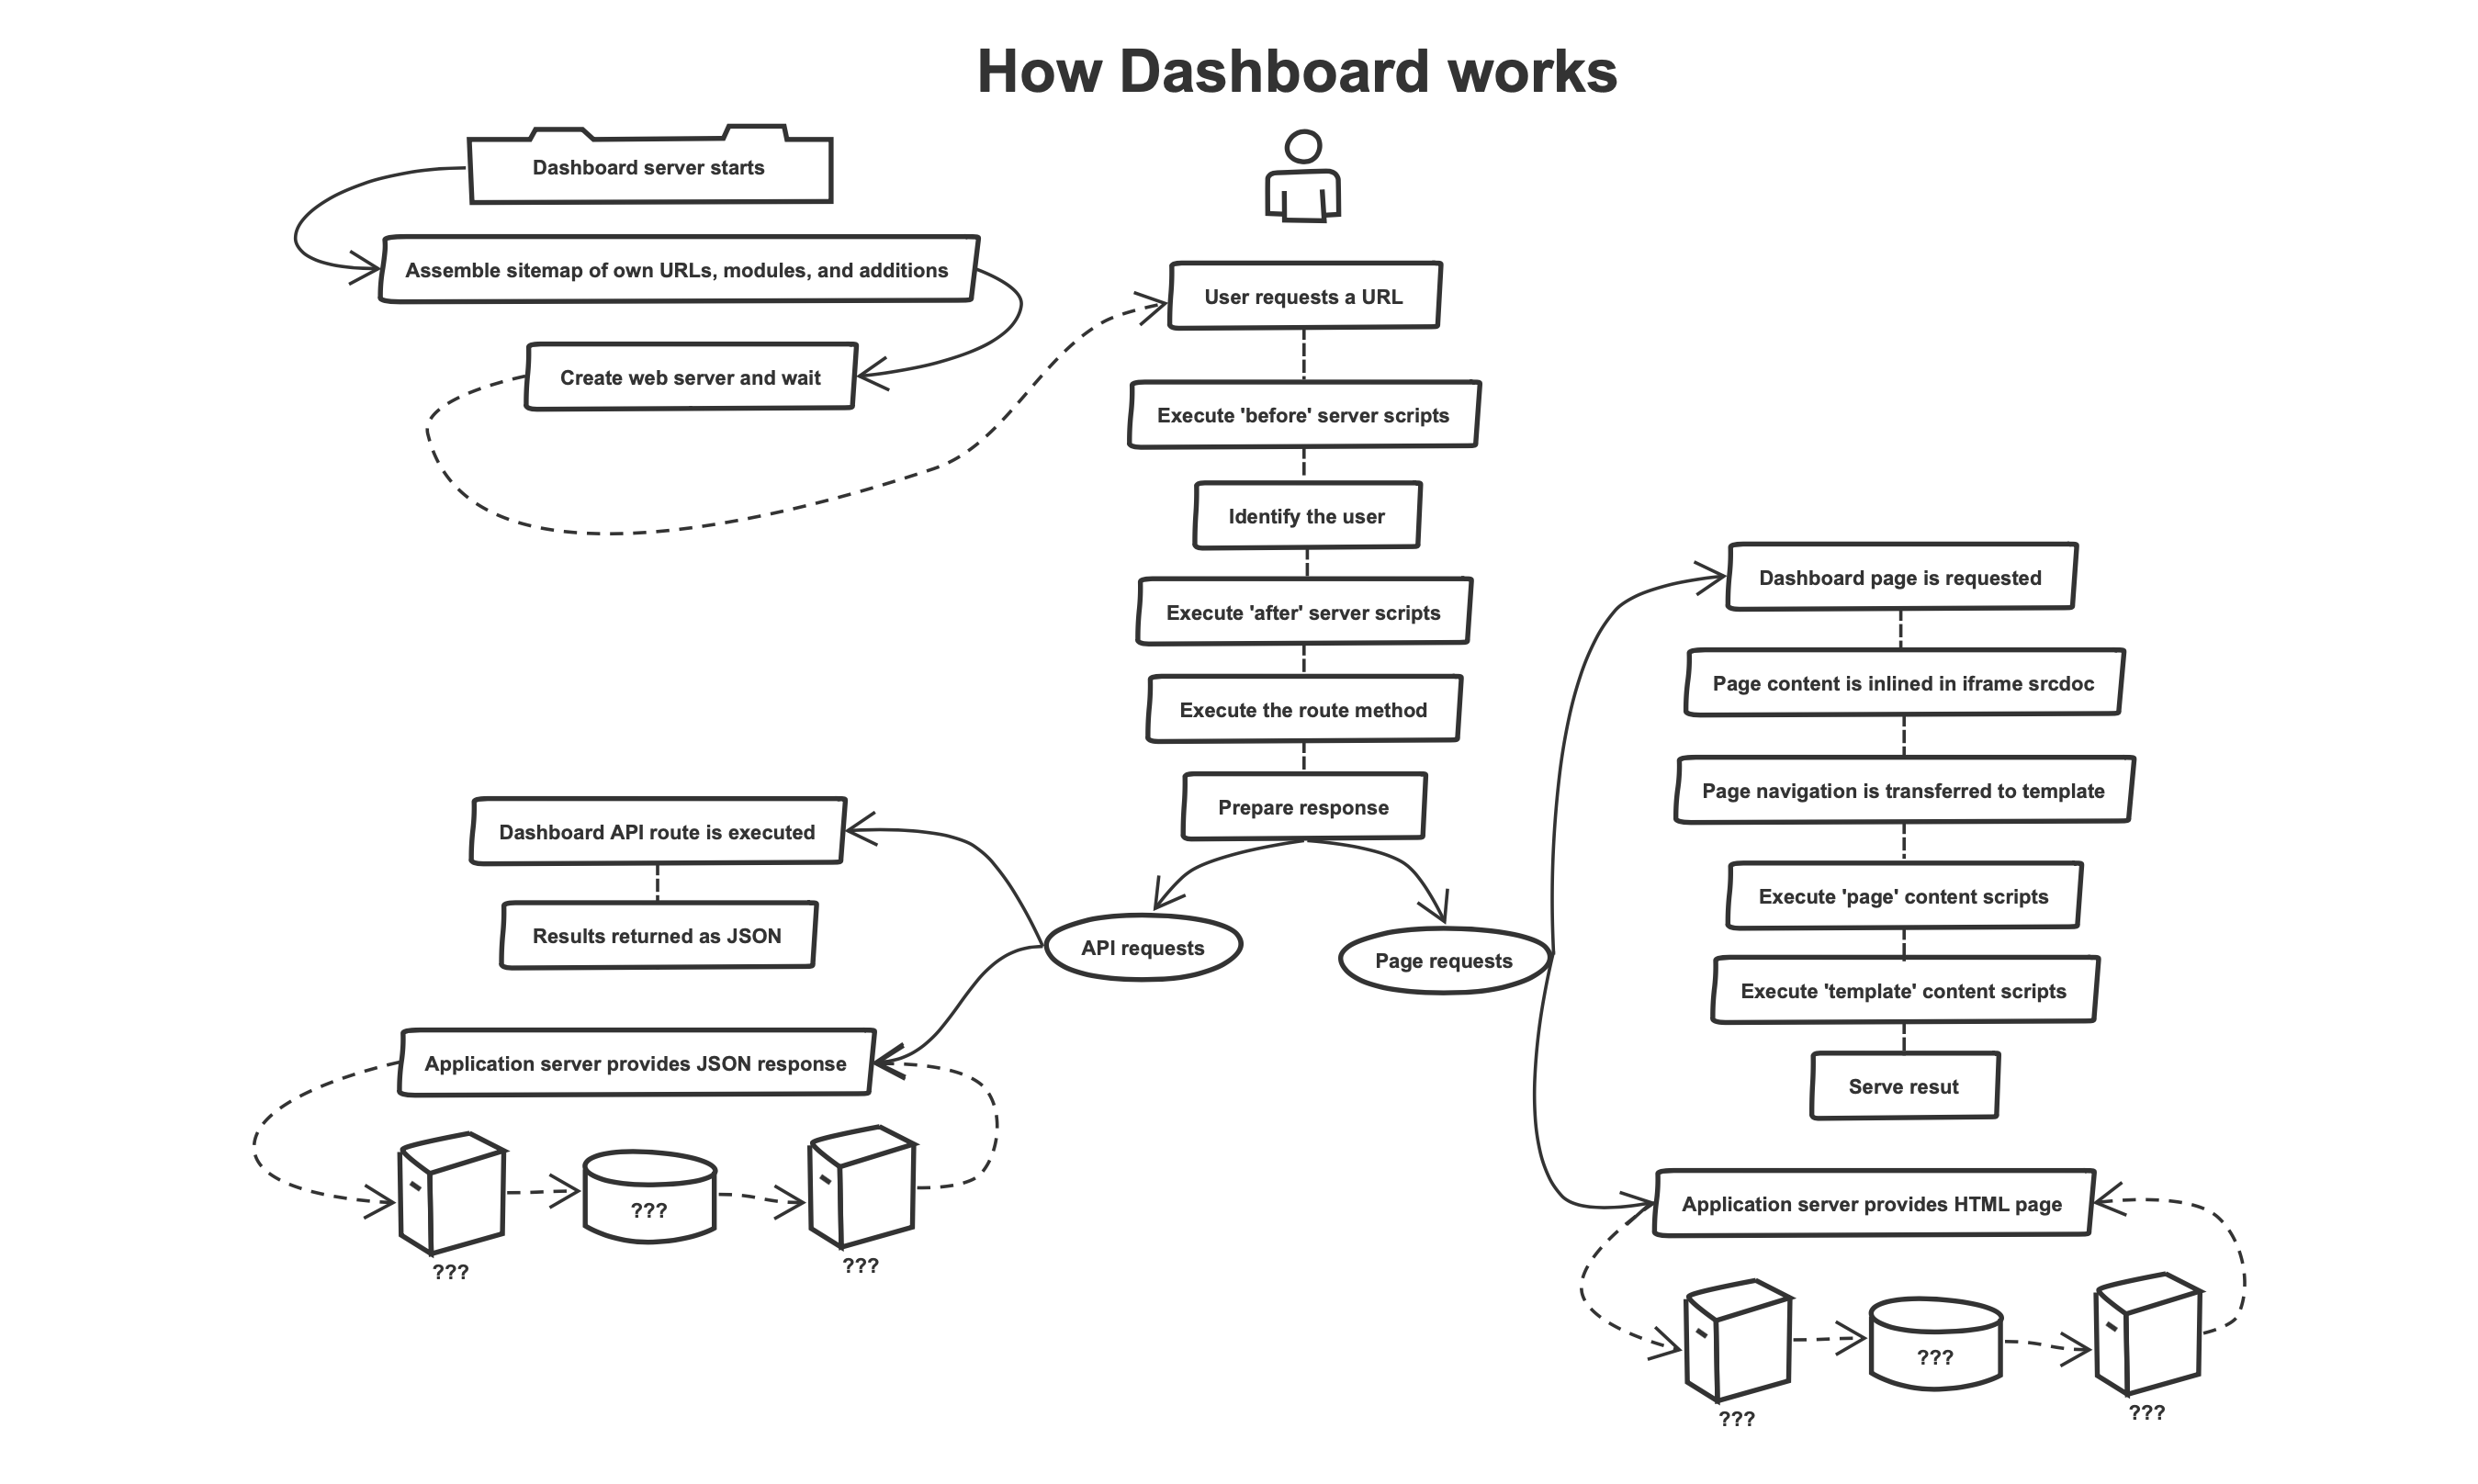 How Dashboard works
Dashboard server starts
Assemble sitemap of own URLs, modules, and additions
Create web server and wait
User requests a URL
Execute 'before' server scripts
Identify the user
Execute 'after' server scripts
Execute the route method
Prepare response
API requests
Page requests
Dashboard API route is executed
Results returned as JSON
Application server provides JSON response
???
???
???
Dashboard page is requested
Page content is inlined in iframe srcdoc
Page navigation is transferred to template
Execute 'page' content scripts
Execute 'template' content scripts
Serve resut
Application server provides HTML page
???
???
???